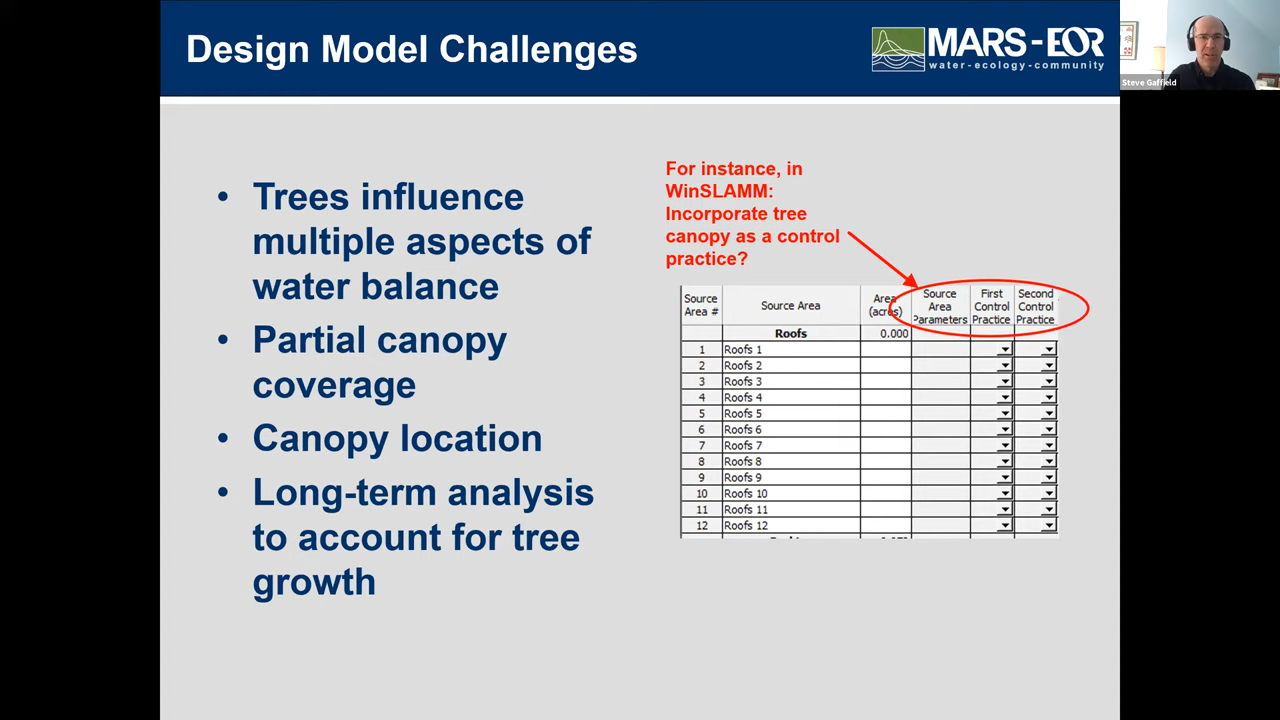 Design Model Challenges
MARS-EOR
water-ecology-community
Steve Gaffield
• Trees influence
multiple aspects of
water balance
• Partial canopy
coverage
• Canopy location
• Long-term analysis
to account for tree
growth
For instance, in
WinSLAMM:
Incorporate tree
canopy as a control
practice?
Source Area # Source Area Area (acres) Source Area Parameters First Control Practice Second Control Practice
Roofs 0.000
1 Roofs 1
2 Roofs 2
3 Roofs 3
4 Roofs 4
5 Roofs 5
6 Roofs 6
7 Roofs 7
8 Roofs 8
9 Roofs 9
10 Roofs 10
11 Roofs 11
12 Roofs 12